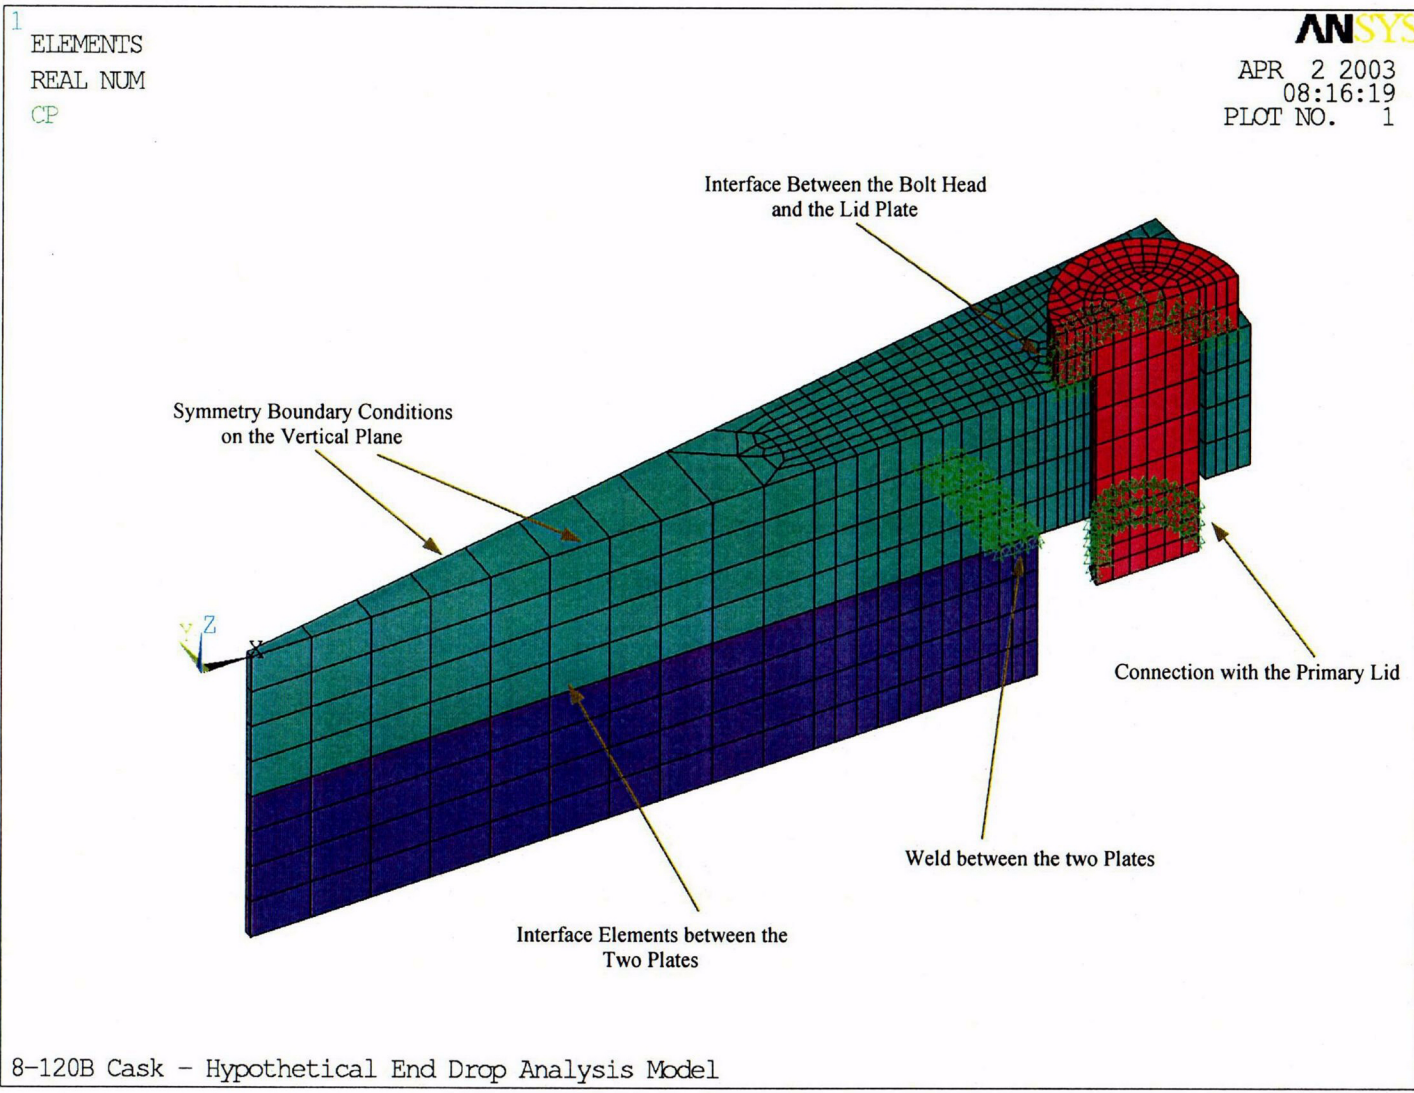 1
ELEMENTS
REAL NUM
CP
ANSYS
APR 2 2003
08:16:19
PLOT NO. 1
Interface Between the Bolt Head
and the Lid Plate
Symmetry Boundary Conditions
on the Vertical Plane
Y
Z
X
Connection with the Primary Lid
Weld between the two Plates
Interface Elements between the
Two Plates
8-120B Cask - Hypothetical End Drop Analysis Model